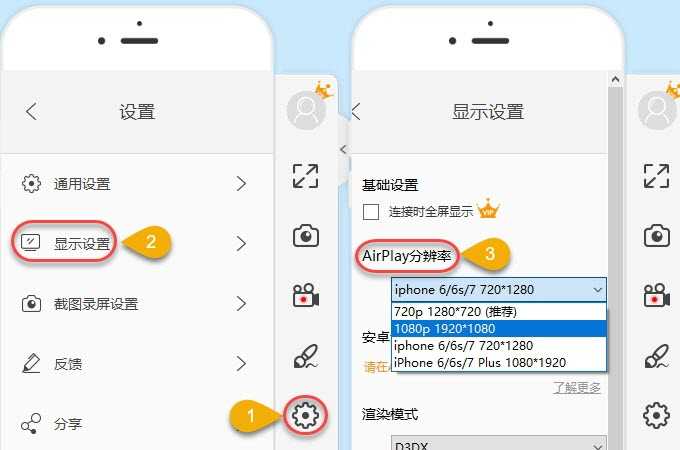 设置
通用设置
显示设置
2
截图录屏设置
反馈
1
分享
显示设置
基础设置
连接时全屏显示 VIP
AirPlay分辨率
3
iphone 6/6s/7 720*1280
720p 1280*720 (推荐)
1080p 1920*1080
iphone 6/6s/7 720*1280
iPhone 6/6s/7 Plus 1080*1920
安卓
请在
了解更多
渲染模式
D3DX